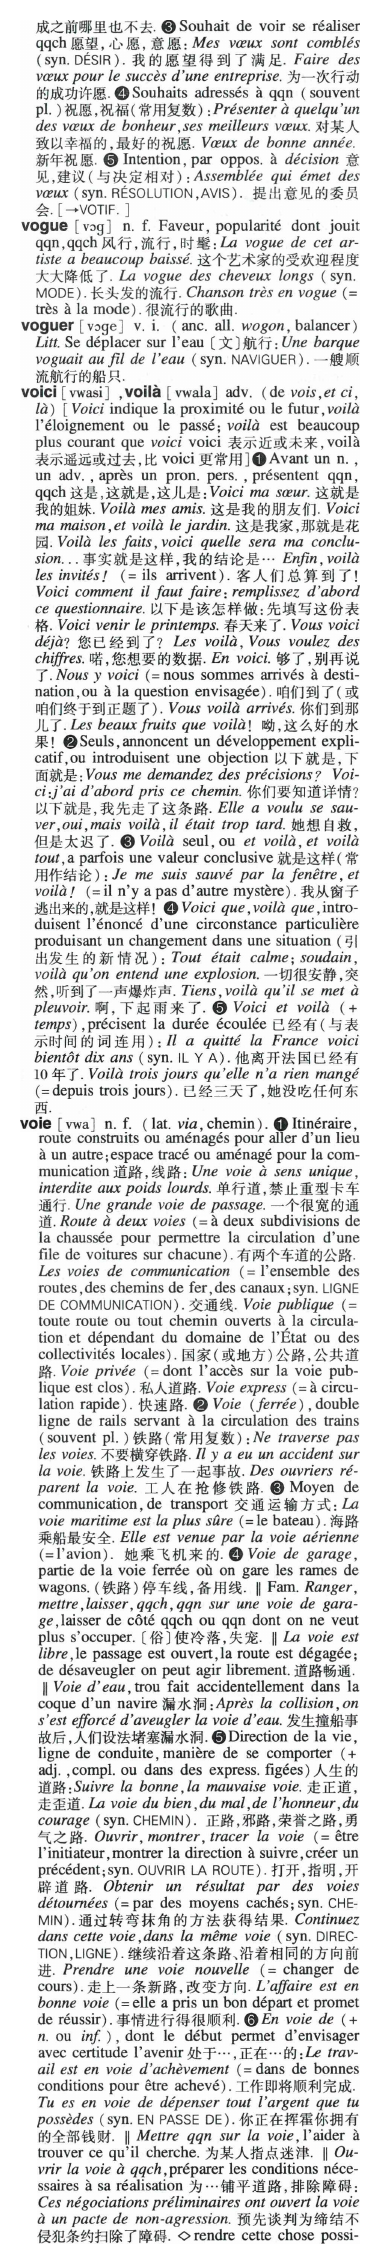 成之前哪里也不去. ❸ Souhait de voir se réaliser
qqch 愿望, 心愿, 意愿: Mes vœux sont comblés
(syn. DÉSIR). 我的愿望得到了满足. Faire des
vœux pour le succès d'une entreprise. 为一次行动
的成功许愿. ❹ Souhaits adressés à qqn (souvent
pl.) 祝愿, 祝福(常用复数): Présenter à quelqu'un
des vœux de bonheur, ses meilleurs vœux. 对某人
致以幸福的, 最好的祝愿. Vœux de bonne année.
新年祝愿. ❺ Intention, par oppos. à décision 意
见, 建议(与决定相对): Assemblée qui émet des
vœux (syn. RÉSOLUTION, AVIS). 提出意见的委员
会. [→VOTIF.]
vogue [vɔg] n. f. Faveur, popularité dont jouit
qqn, qqch 风行, 流行, 时髦: La vogue de cet ar-
tiste a beaucoup baissé. 这个艺术家的受欢迎程度
大大降低了. La vogue des cheveux longs (syn.
MODE). 长头发的流行. Chanson très en vogue (=
très à la mode). 很流行的歌曲.
voguer [vɔge] v. i. (anc. all. wogon, balancer)
Litt. Se déplacer sur l'eau [文]航行: Une barque
voguait au fil de l'eau (syn. NAVIGUER). 一艘顺
流航行的船只.
voici [vwasi], voilà [vwala] adv. (de vois, et ci,
là) [Voici indique la proximité ou le futur, voilà
l'éloignement ou le passé; voilà est beaucoup
plus courant que voici voici 表示近或未来, voilà
表示遥远或过去, 比 voici 更常用] ❶ Avant un n.,
un adv., après un pron. pers., présentent qqn,
qqch 这是, 这就是, 这儿是: Voici ma sœur. 这就是
我的姐妹. Voilà mes amis. 这是我的朋友们. Voici
ma maison, et voilà le jardin. 这是我家, 那就是花
园. Voilà les faits, voici quelle sera ma conclu-
sion... 事实就是这样, 我的结论是… Enfin, voilà
les invités! (= ils arrivent). 客人们总算到了!
Voici comment il faut faire: remplissez d'abord
ce questionnaire. 以下是该怎样做: 先填写这份表
格. Voici venir le printemps. 春天来了. Vous voici
déjà? 您已经到了? Les voilà, Vous voulez des
chiffres. 喏, 您想要的数据. En voici. 够了, 别再说
了. Nous y voici (= nous sommes arrivés à desti-
nation, ou à la question envisagée). 咱们到了(或
咱们终于到正题了). Vous voilà arrivés. 你们到那
儿了. Les beaux fruits que voilà! 呦, 这么好的水
果! ❷ Seuls, annoncent un développement expli-
catif, ou introduisent une objection 以下就是, 下
面就是: Vous me demandez des précisions? Voi-
ci: j'ai d'abord pris ce chemin. 你们要知道详情?
以下就是, 我先走了这条路. Elle a voulu se sau-
ver, oui, mais voilà, il était trop tard. 她想自救,
但是太迟了. ❸ Voilà seul, ou et voilà, et voilà
tout, a parfois une valeur conclusive 就是这样(常
用作结论): Je me suis sauvé par la fenêtre, et
voilà! (= il n'y a pas d'autre mystère). 我从窗子
逃出来的, 就是这样! ❹ Voici que, voilà que, intro-
duisent l'énoncé d'une circonstance particulière
produisant un changement dans une situation (引
出发生的新情况): Tout était calme; soudain,
voilà qu'on entend une explosion. 一切很安静, 突
然, 听到了一声爆炸声. Tiens, voilà qu'il se met à
pleuvoir. 啊, 下起雨来了. ❺ Voici et voilà (+
temps), précisent la durée écoulée 已经有(与表
示时间的词连用): Il a quitté la France voici
bientôt dix ans (syn. IL Y A). 他离开法国已经有
10 年了. Voilà trois jours qu'elle n'a rien mangé
(= depuis trois jours). 已经三天了, 她没吃任何东
西.
voie [vwa] n. f. (lat. via, chemin). ❶ Itinéraire,
route construits ou aménagés pour aller d'un lieu
à un autre; espace tracé ou aménagé pour la com-
munication 道路, 线路: Une voie à sens unique,
interdite aux poids lourds. 单行道, 禁止重型卡车
通行. Une grande voie de passage. 一个很宽的通
道. Route à deux voies (= à deux subdivisions de
la chaussée pour permettre la circulation d'une
file de voitures sur chacune). 有两个车道的公路.
Les voies de communication (= l'ensemble des
routes, des chemins de fer, des canaux; syn. LIGNE
DE COMMUNICATION). 交通线. Voie publique (=
toute route ou tout chemin ouverts à la circula-
tion et dépendant du domaine de l'État ou des
collectivités locales). 国家(或地方)公路, 公共道
路. Voie privée (= dont l'accès sur la voie pub-
lique est clos). 私人道路. Voie express (= à circu-
lation rapide). 快速路. ❷ Voie (ferrée), double
ligne de rails servant à la circulation des trains
(souvent pl.) 铁路(常用复数): Ne traverse pas
les voies. 不要横穿铁路. Il y a eu un accident sur
la voie. 铁路上发生了一起事故. Des ouvriers ré-
parent la voie. 工人在抢修铁路. ❸ Moyen de
communication, de transport 交通运输方式: La
voie maritime est la plus sûre (= le bateau). 海路
乘船最安全. Elle est venue par la voie aérienne
(= l'avion). 她乘飞机来的. ❹ Voie de garage,
partie de la voie ferrée où on gare les rames de
wagons. (铁路)停车线, 备用线. ‖ Fam. Ranger,
mettre, laisser, qqch, qqn sur une voie de gara-
ge, laisser de côté qqch ou qqn dont on ne veut
plus s'occuper. [俗]使冷落, 失宠. ‖ La voie est
libre, le passage est ouvert, la route est dégagée;
de désaveugler on peut agir librement. 道路畅通.
‖ Voie d'eau, trou fait accidentellement dans la
coque d'un navire 漏水洞: Après la collision, on
s'est efforcé d'aveugler la voie d'eau. 发生撞船事
故后, 人们设法堵塞漏水洞. ❺ Direction de la vie,
ligne de conduite, manière de se comporter (+
adj., compl. ou dans des express. figées) 人生的
道路: Suivre la bonne, la mauvaise voie. 走正道,
走歪道. La voie du bien, du mal, de l'honneur, du
courage (syn. CHEMIN). 正路, 邪路, 荣誉之路, 勇
气之路. Ouvrir, montrer, tracer la voie (= être
l'initiateur, montrer la direction à suivre, créer un
précédent; syn. OUVRIR LA ROUTE). 打开, 指明, 开
辟道路. Obtenir un résultat par des voies
détournées (= par des moyens cachés; syn. CHE-
MIN). 通过转弯抹角的方法获得结果. Continuez
dans cette voie, dans la même voie (syn. DIREC-
TION, LIGNE). 继续沿着这条路、沿着相同的方向前
进. Prendre une voie nouvelle (= changer de
cours). 走上一条新路, 改变方向. L'affaire est en
bonne voie (= elle a pris un bon départ et promet
de réussir). 事情进行得很顺利. ❻ En voie de (+
n. ou inf.), dont le début permet d'envisager
avec certitude l'avenir 处于…, 正在…的: Le trav-
ail est en voie d'achèvement (= dans de bonnes
conditions pour être achevé). 工作即将顺利完成.
Tu es en voie de dépenser tout l'argent que tu
possèdes (syn. EN PASSE DE). 你正在挥霍你拥有
的全部钱财. ‖ Mettre qqn sur la voie, l'aider à
trouver ce qu'il cherche. 为某人指点迷津. ‖ Ou-
vrir la voie à qqch, préparer les conditions néce-
ssaires à sa réalisation 为…铺平道路, 排除障碍:
Ces négociations préliminaires ont ouvert la voie
à un pacte de non-agression. 预先谈判为缔结不
侵犯条约扫除了障碍. ◇ rendre cette chose possi-